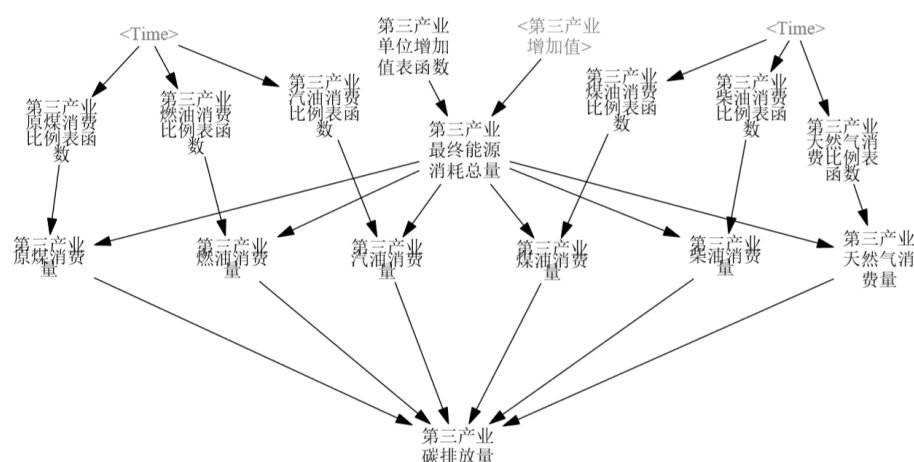 <Time>
第三产业
单位增加
值表函数
<第三产业
增加值>
<Time>
第三产业
原煤消费
比例表函
数
第三产业
燃油消费
比例表函
数
第三产业
汽油消费
比例表函
数
第三产业
煤油消费
比例表函
数
第三产业
柴油消费
比例表函
数
第三产业
天然气消
费比例表
函数
第三产业
最终能源
消耗总量
第三产业
原煤消费
量
第三产业
燃油消费
量
第三产业
汽油消费
量
第三产业
煤油消费
量
第三产业
柴油消费
量
第三产业
天然气消
费量
第三产业
碳排放量